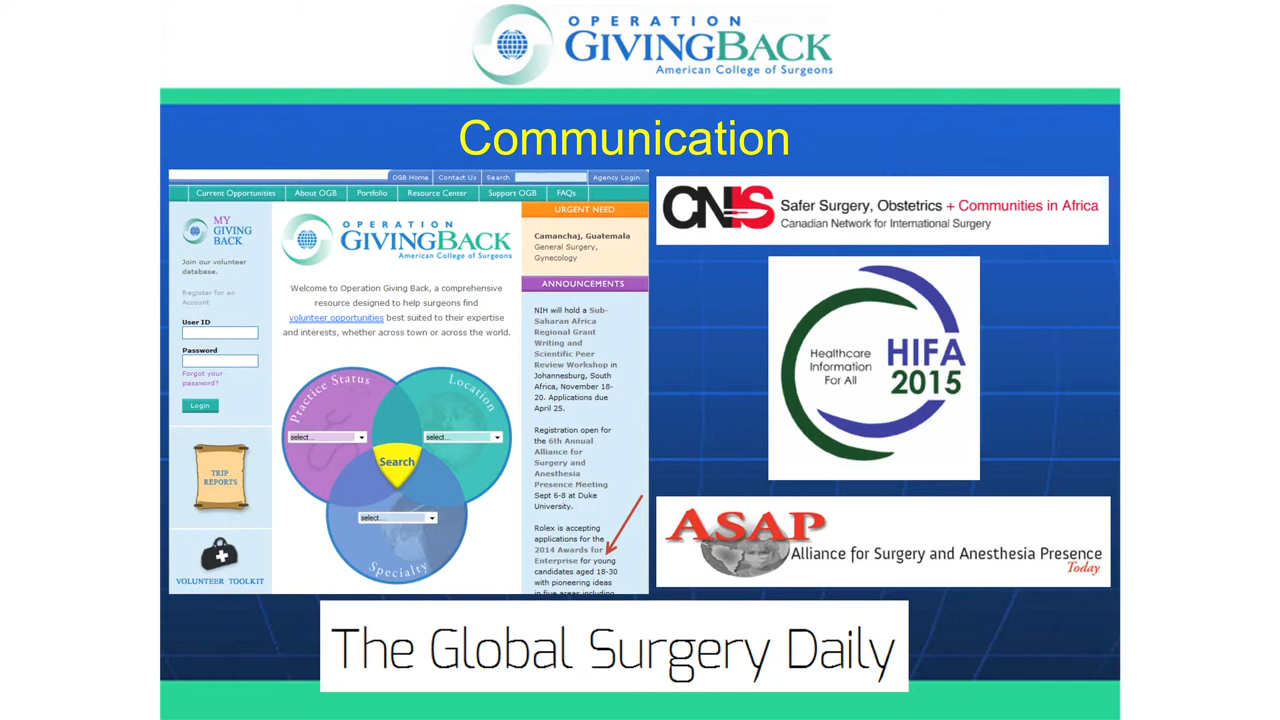 OPERATION
GIVINGBACK
American College of Surgeons
Communication
OGB Home
Contact Us
Search
Agency Login
Current Opportunities
About OGB
Portfolio
Resource Center
Support OGB
FAQs
MY
GIVING
BACK
Join our volunteer
database.
Register for an
Account
User ID
Password
Forgot your
password?
Login
TRIP
REPORTS
VOLUNTEER TOOLKIT
OPERATION
GIVINGBACK
American College of Surgeons
Welcome to Operation Giving Back, a comprehensive
resource designed to help surgeons find
volunteer opportunities best suited to their expertise
and interests, whether across town or across the world.
Practice Status
select...
Location
select...
Search
select...
Specialty
URGENT NEED
Camanchaj, Guatemala
General Surgery,
Gynecology
ANNOUNCEMENTS
NIH will hold a Sub-
Saharan Africa
Regional Grant
Writing and
Scientific Peer
Review Workshop in
Johannesburg, South
Africa, November 18-
20. Applications due
April 25.
Registration open for
the 6th Annual
Alliance for
Surgery and
Anesthesia
Presence Meeting
Sept 6-8 at Duke
University.
Rolex is accepting
applications for the
2014 Awards for
Enterprise for young
candidates aged 18-30
with pioneering ideas
in five areas including
CNIS
Safer Surgery, Obstetrics + Communities in Africa
Canadian Network for International Surgery
Healthcare
Information
For All
HIFA
2015
ASAP
Alliance for Surgery and Anesthesia Presence
Today
The Global Surgery Daily